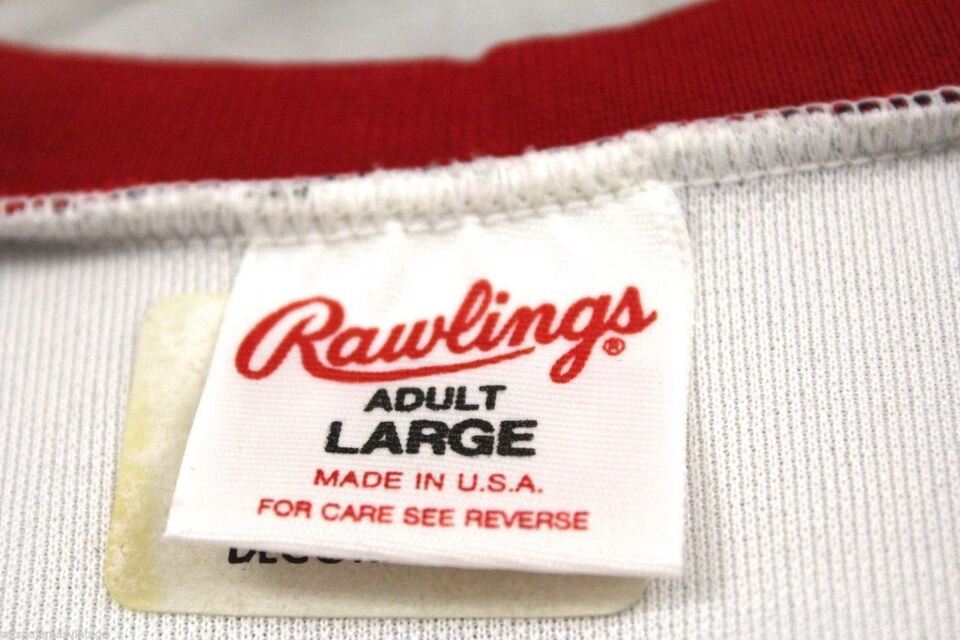 Rawlings®
ADULT
LARGE
MADE IN U.S.A.
FOR CARE SEE REVERSE